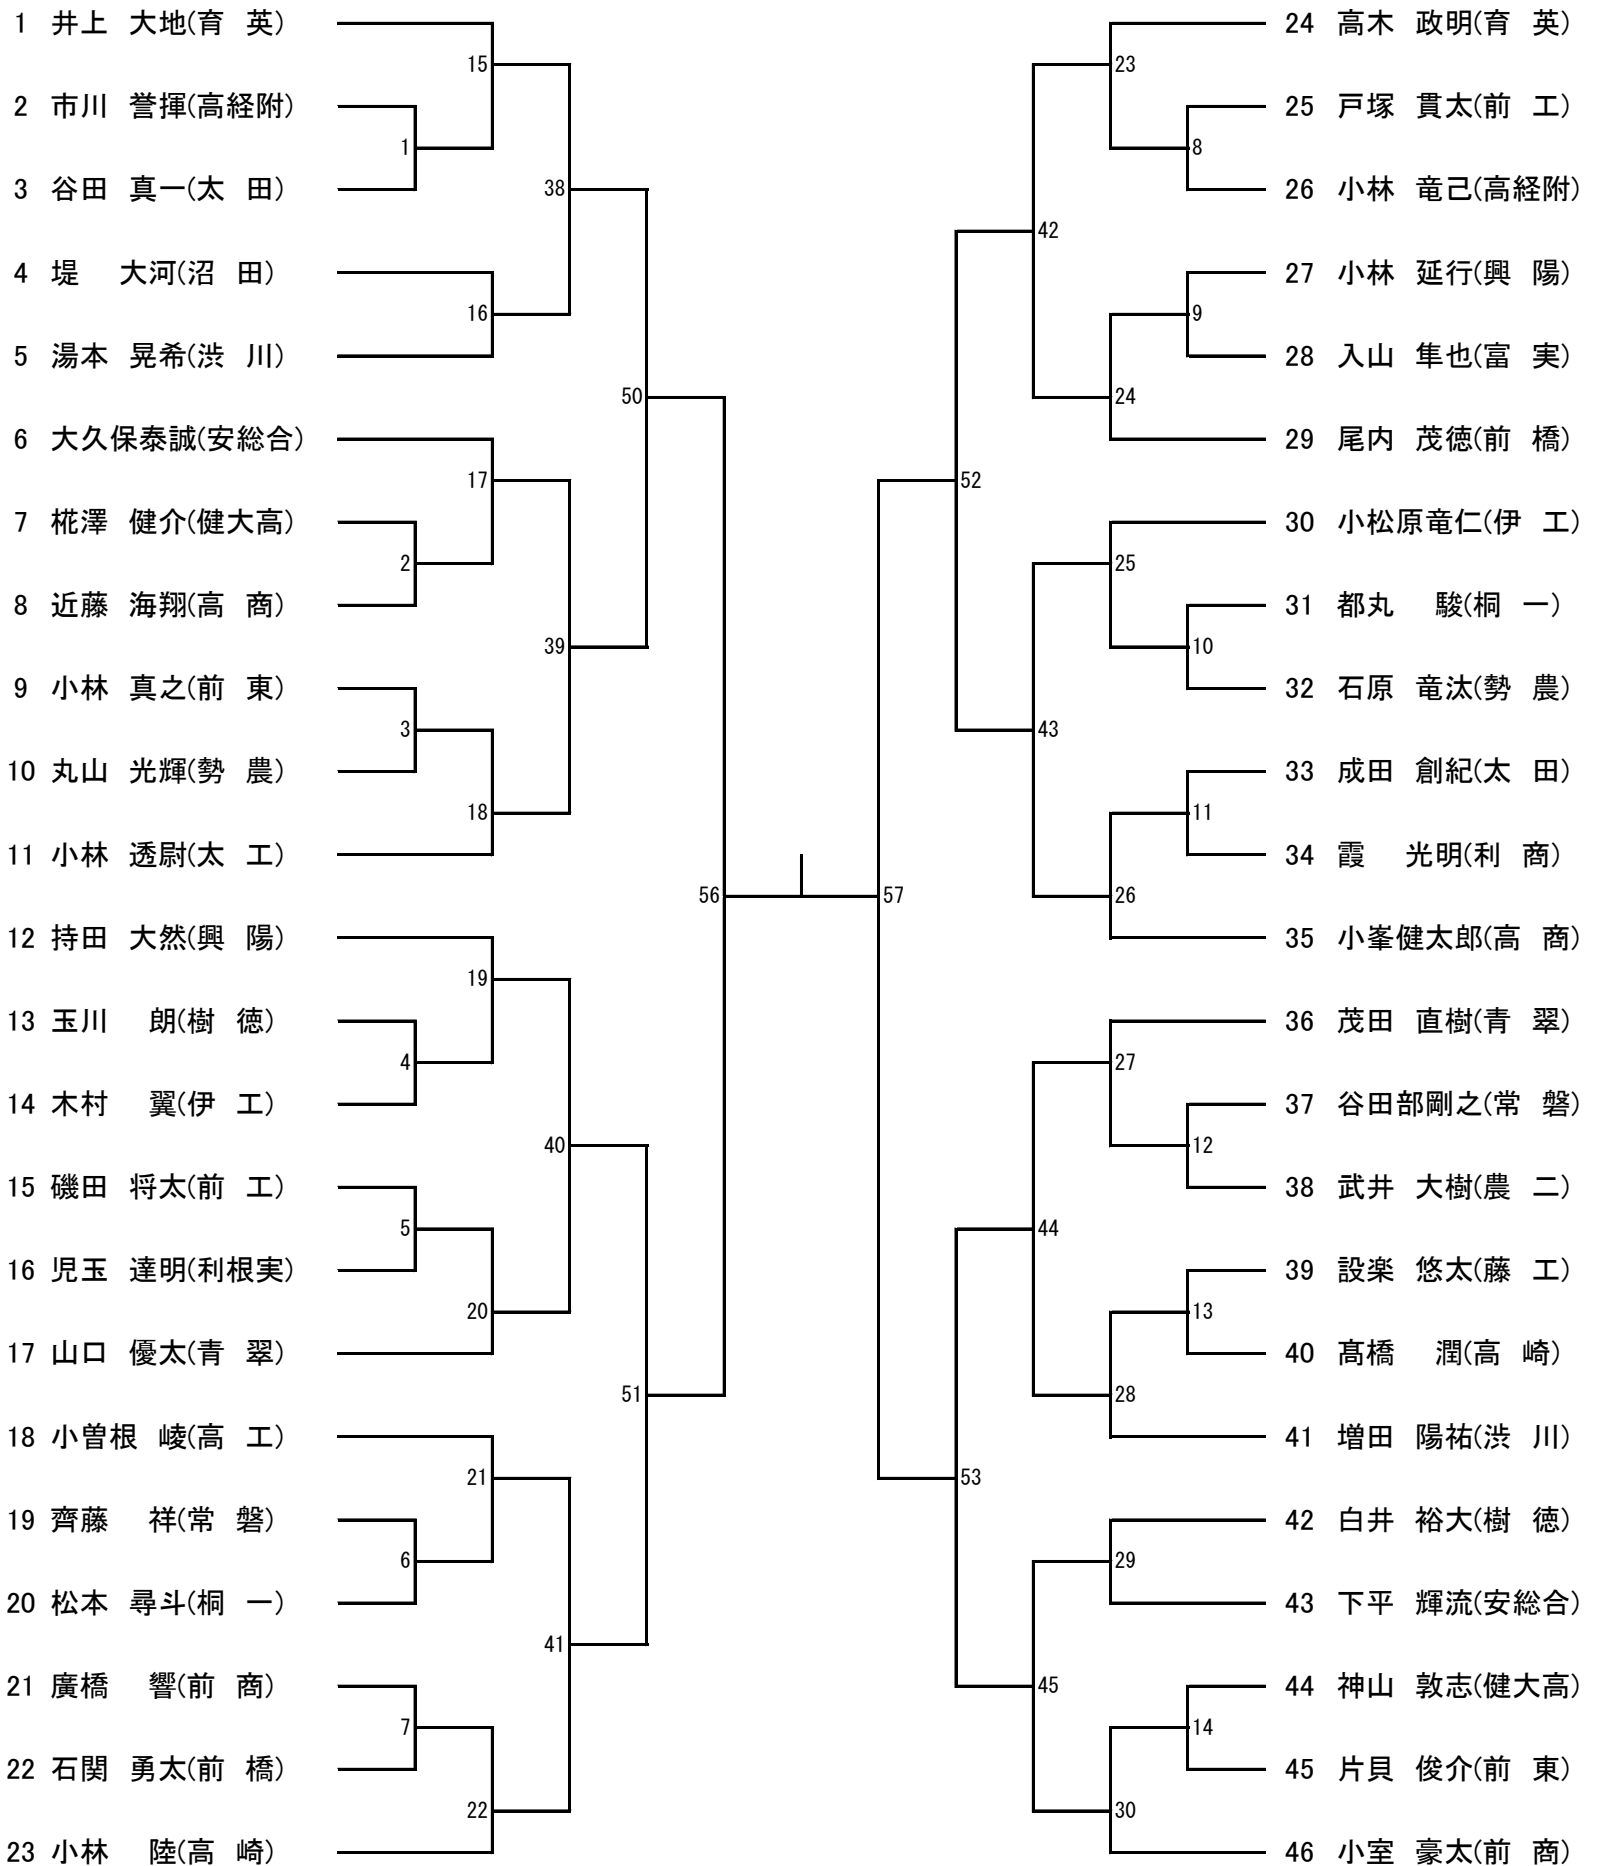 1 井上 大地(育 英)
15
2 市川 誉揮(高経附)
1
3 谷田 真一(太 田)
38
4 堤 大河(沼 田)
16
5 湯本 晃希(渋 川)
50
6 大久保泰誠(安総合)
17
7 椛澤 健介(健大高)
2
8 近藤 海翔(高 商)
39
9 小林 真之(前 東)
3
10 丸山 光輝(勢 農)
18
11 小林 透尉(太 工)
56
12 持田 大然(興 陽)
19
13 玉川 朗(樹 徳)
4
14 木村 翼(伊 工)
40
15 磯田 将太(前 工)
5
16 児玉 達明(利根実)
20
17 山口 優太(青 翠)
51
18 小曽根 崚(高 工)
21
19 齊藤 祥(常 磐)
6
20 松本 尋斗(桐 一)
41
21 廣橋 響(前 商)
7
22 石関 勇太(前 橋)
22
23 小林 陸(高 崎)
24 高木 政明(育 英)
23
25 戸塚 貫太(前 工)
8
26 小林 竜己(高経附)
42
27 小林 延行(興 陽)
9
28 入山 隼也(富 実)
24
29 尾内 茂徳(前 橋)
52
30 小松原竜仁(伊 工)
25
31 都丸 駿(桐 一)
10
32 石原 竜汰(勢 農)
43
33 成田 創紀(太 田)
11
34 霞 光明(利 商)
26
57
35 小峯健太郎(高 商)
36 茂田 直樹(青 翠)
27
37 谷田部剛之(常 磐)
12
38 武井 大樹(農 二)
44
39 設楽 悠太(藤 工)
13
40 髙橋 潤(高 崎)
28
41 増田 陽祐(渋 川)
53
42 白井 裕大(樹 徳)
29
43 下平 輝流(安総合)
45
44 神山 敦志(健大高)
14
45 片貝 俊介(前 東)
30
46 小室 豪太(前 商)